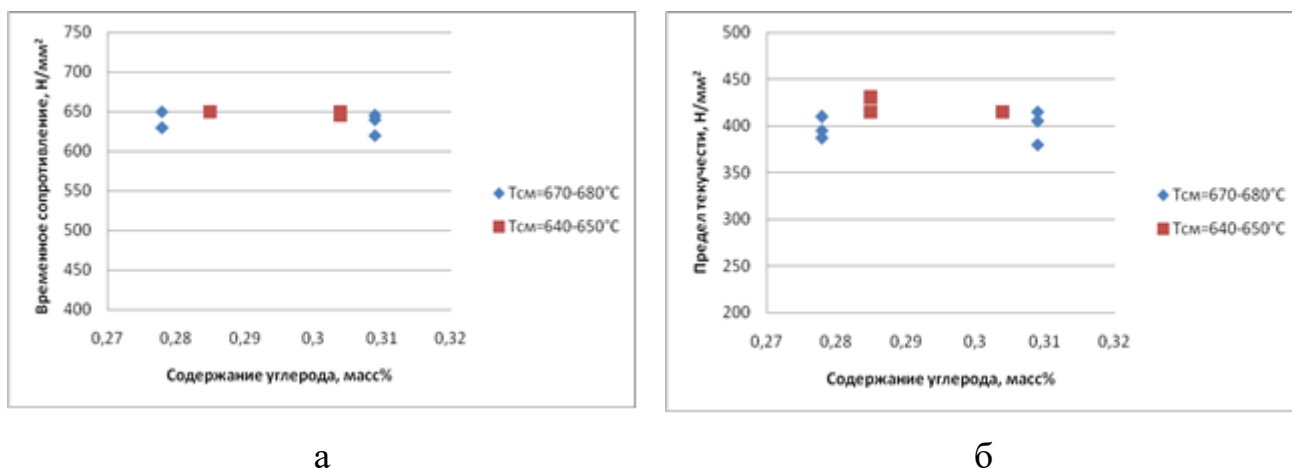 750
700
650
600
550
500
450
400
0,27 0,28 0,29 0,3 0,31 0,32
Временное сопротивление, Н/мм²
Содержание углерода, масс%
Тсм=670-680°С
Тсм=640-650°С
500
450
400
350
300
250
200
0,27 0,28 0,29 0,3 0,31 0,32
Предел текучести, Н/мм²
Содержание углерода, масс%
Тсм=670-680°С
Тсм=640-650°С
а
б